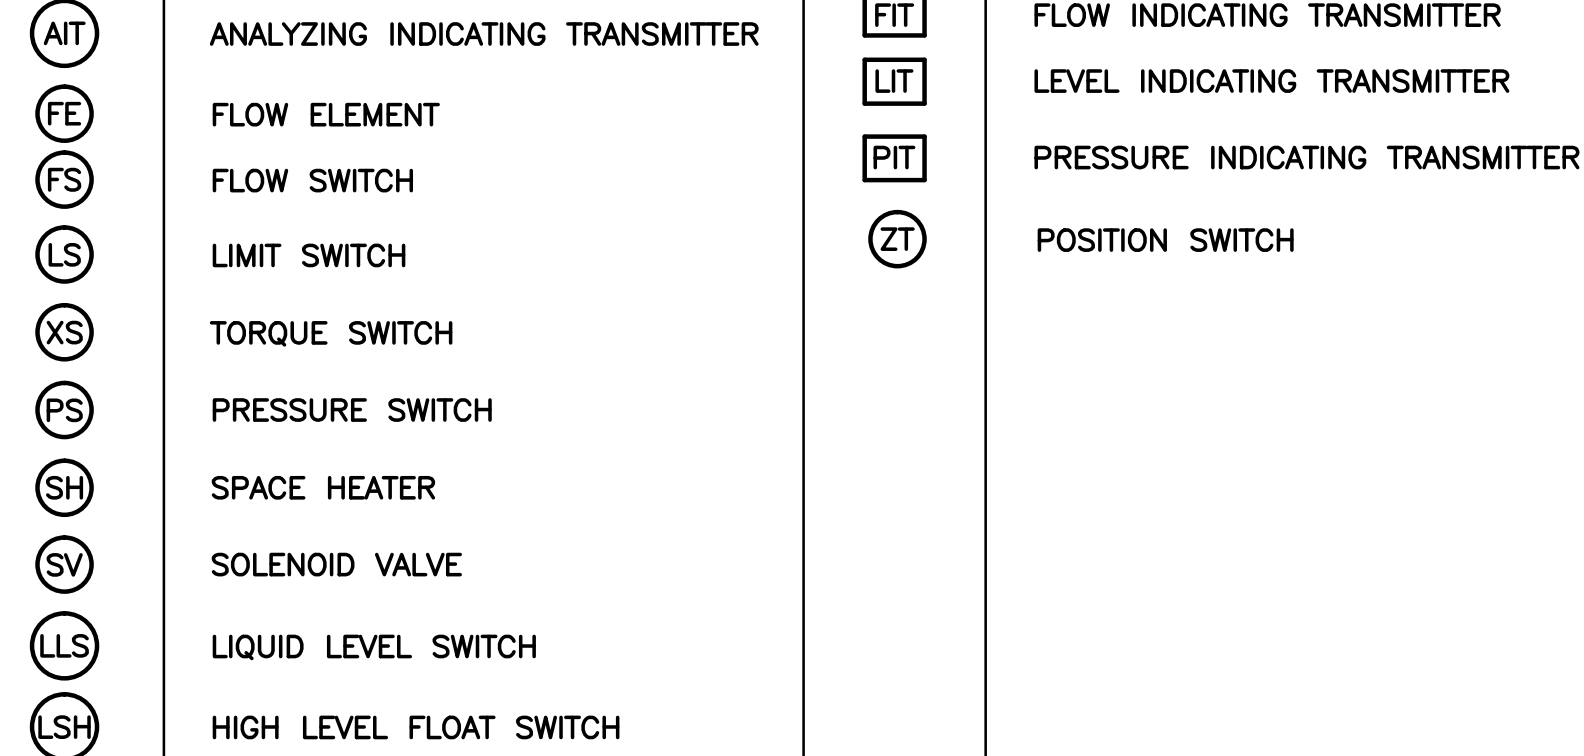 AIT ANALYZING INDICATING TRANSMITTER
FE FLOW ELEMENT
FS FLOW SWITCH
LS LIMIT SWITCH
XS TORQUE SWITCH
PS PRESSURE SWITCH
SH SPACE HEATER
SV SOLENOID VALVE
LLS LIQUID LEVEL SWITCH
LSH HIGH LEVEL FLOAT SWITCH
FIT FLOW INDICATING TRANSMITTER
LIT LEVEL INDICATING TRANSMITTER
PIT PRESSURE INDICATING TRANSMITTER
ZT POSITION SWITCH